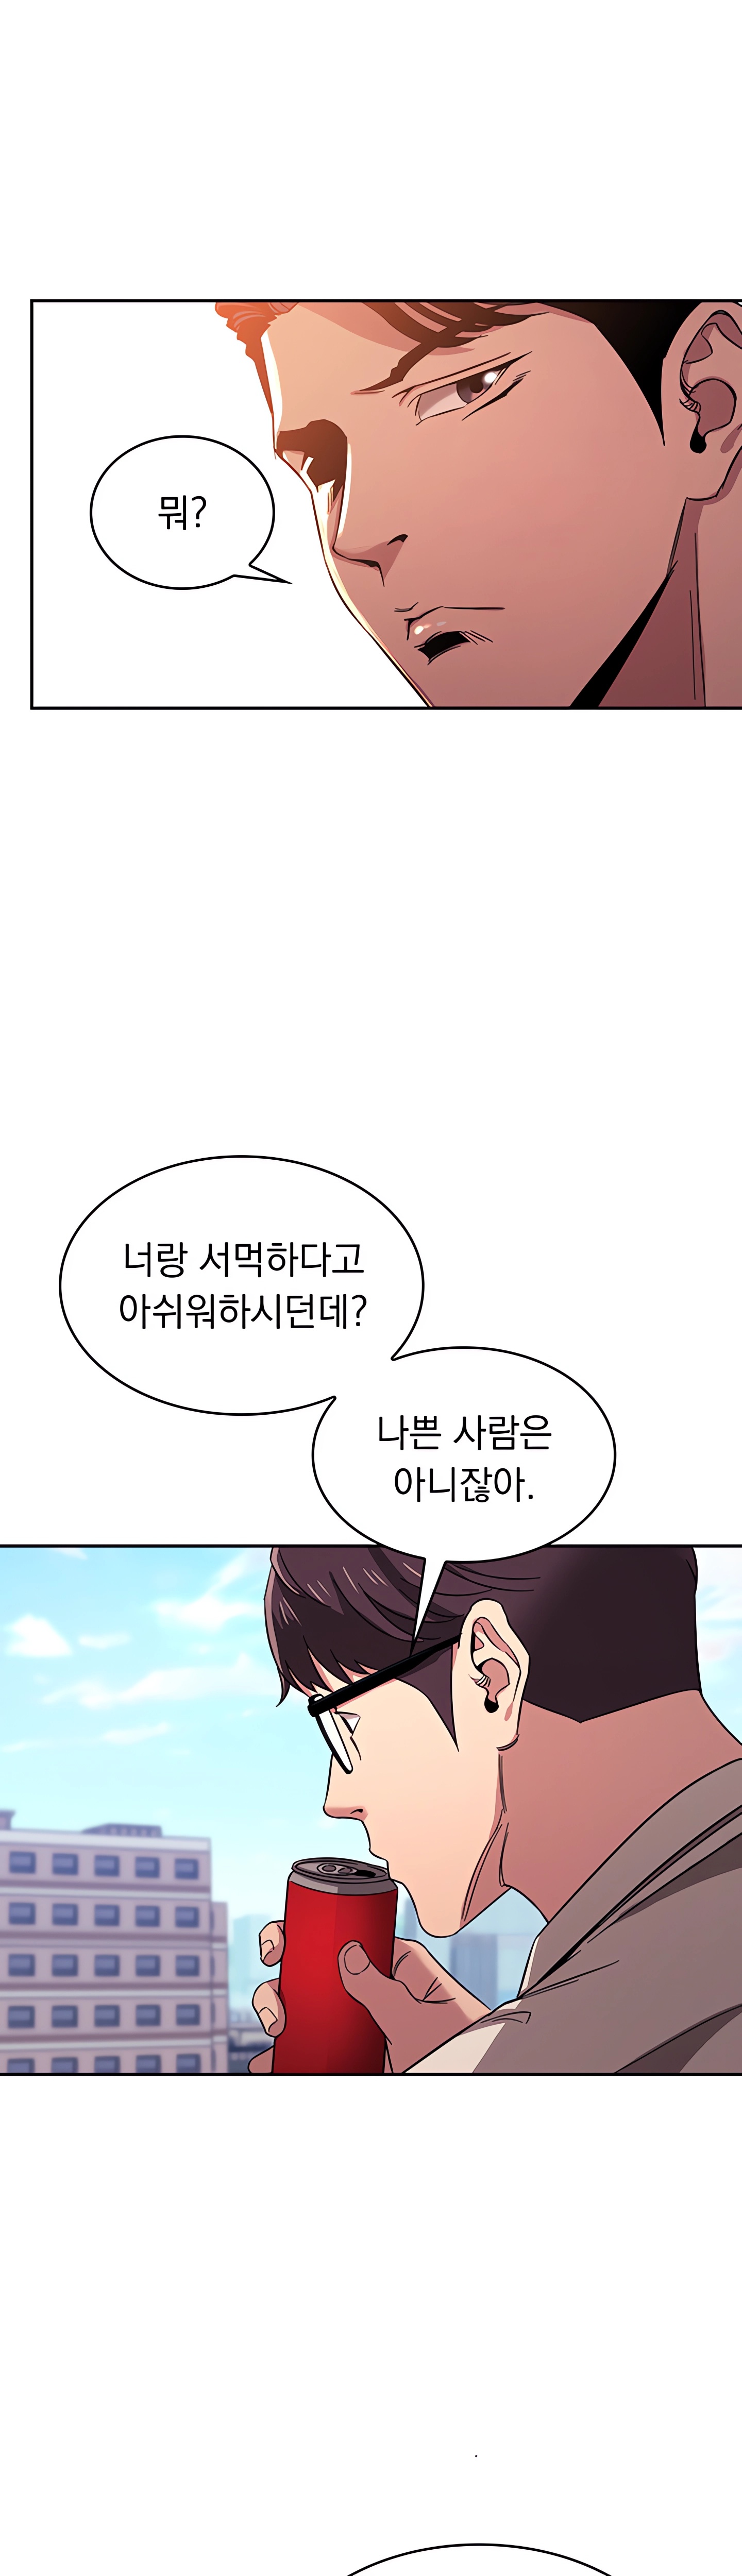 뭐?
너랑 서먹하다고
아쉬워하시던데?
나쁜 사람은
아니잖아.